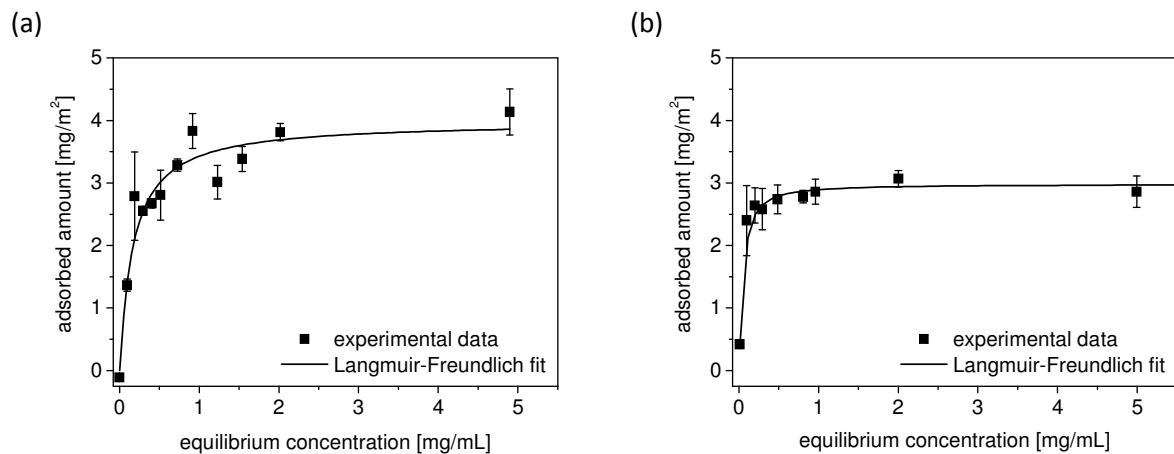 (a)
adsorbed amount [mg/m²]
5
4
3
2
1
0
experimental data
Langmuir-Freundlich fit
0 1 2 3 4 5
equilibrium concentration [mg/mL]
(b)
adsorbed amount [mg/m²]
5
4
3
2
1
0
experimental data
Langmuir-Freundlich fit
0 1 2 3 4 5
equilibrium concentration [mg/mL]